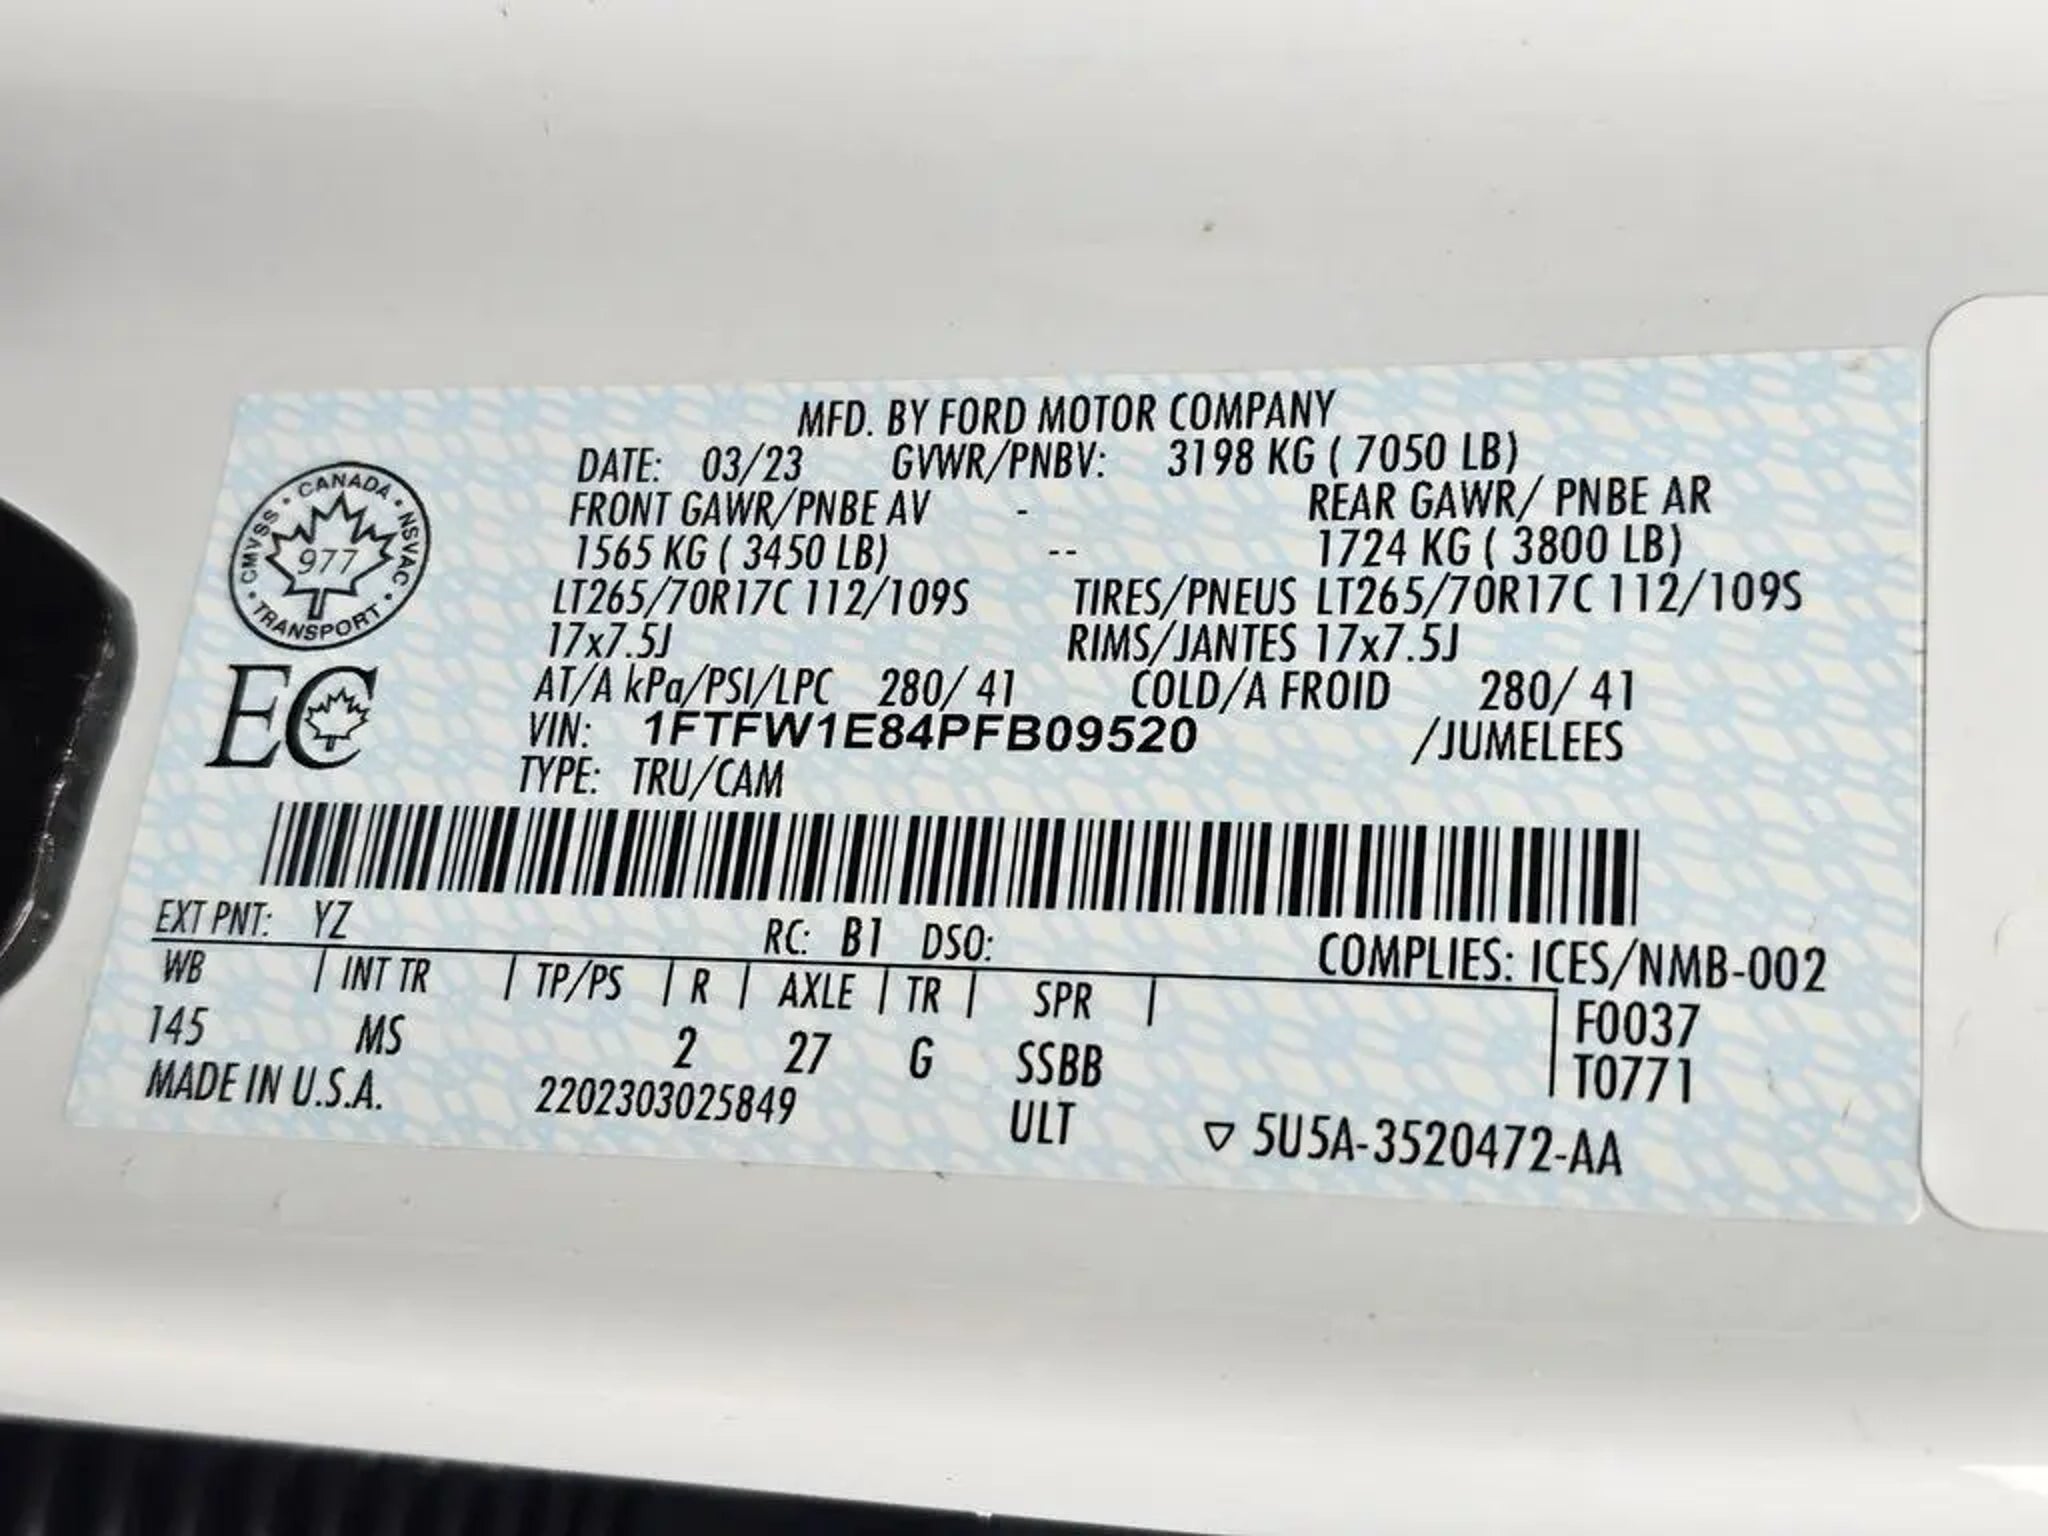 MFD. BY FORD MOTOR COMPANY
DATE: 03/23 GVWR/PNBV: 3198 KG ( 7050 LB)
FRONT GAWR/PNBE AV - REAR GAWR/ PNBE AR
1565 KG ( 3450 LB) -- 1724 KG ( 3800 LB)
LT265/70R17C 112/109S TIRES/PNEUS LT265/70R17C 112/109S
17x7.5J RIMS/JANTES 17x7.5J
AT/A kPa/PSI/LPC 280/ 41 COLD/A FROID 280/ 41
VIN: 1FTFW1E84PFB09520 /JUMELEES
TYPE: TRU/CAM
CANADA
NSVAC
TRANSPORT
CMVSS
977
EC
EXT PNT: YZ RC: B1 DSO: COMPLIES: ICES/NMB-002
WB | INT TR | TP/PS | R | AXLE | TR | SPR |
145 MS 2 27 G SSBB
F0037
T0771
MADE IN U.S.A. 2202303025849 ULT ▽ 5U5A-3520472-AA